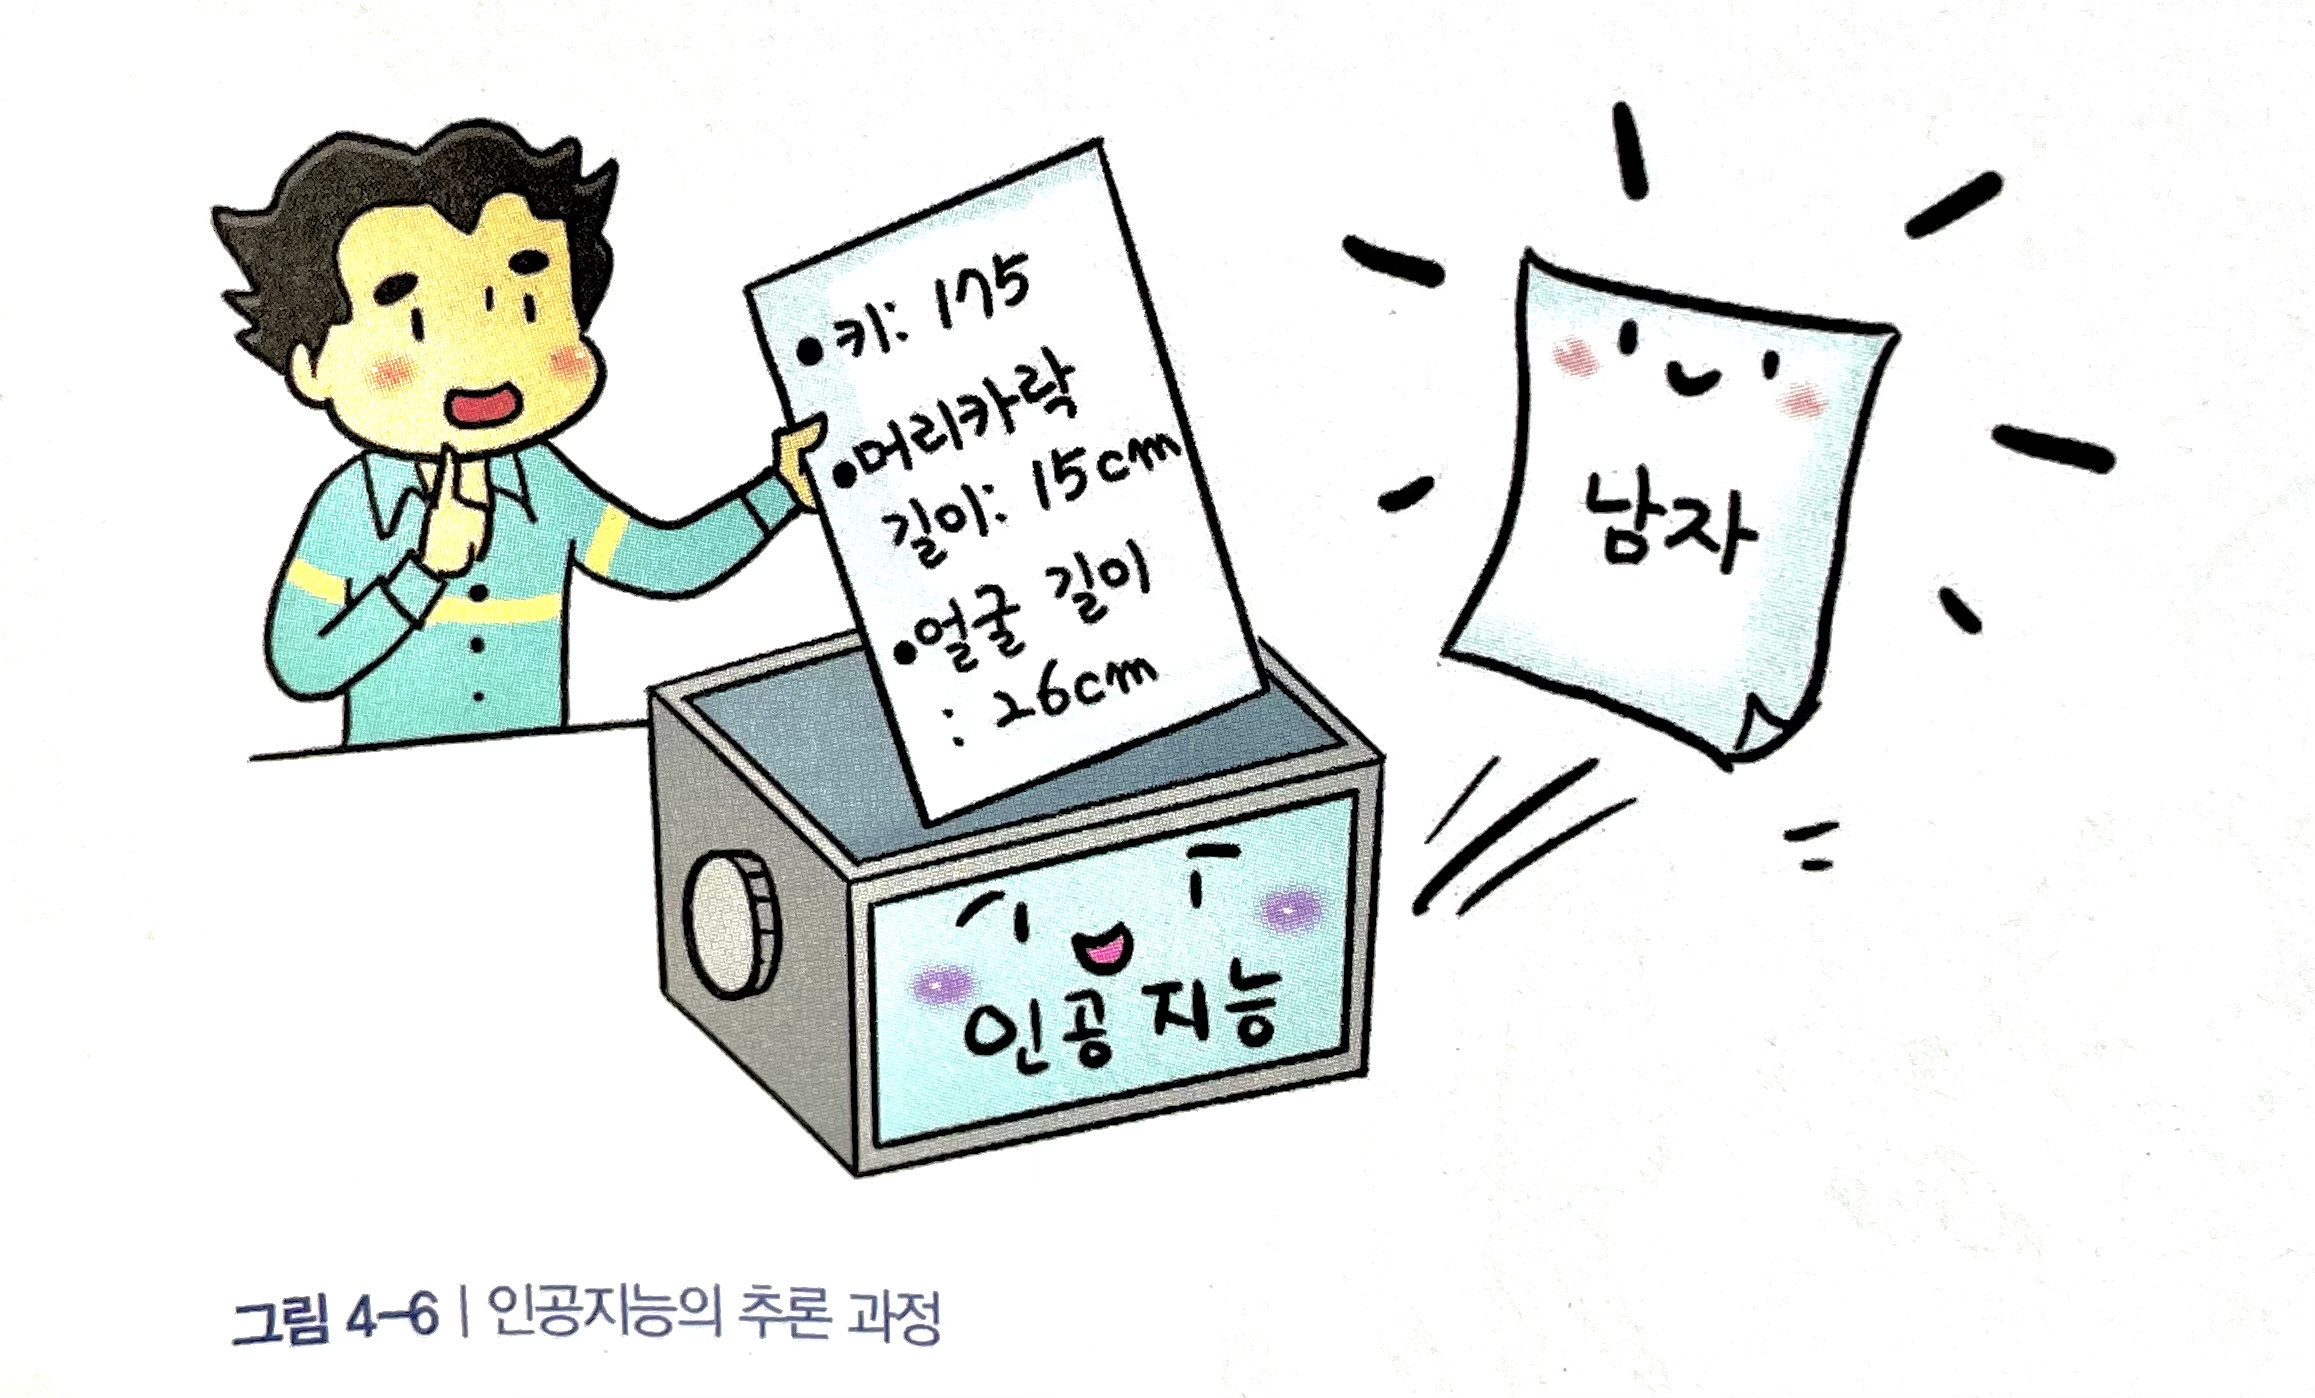 ●키: 175
●머리카락
길이: 15cm
●얼굴 길이
: 26cm
남자
인공지능
그림 4-6 | 인공지능의 추론 과정